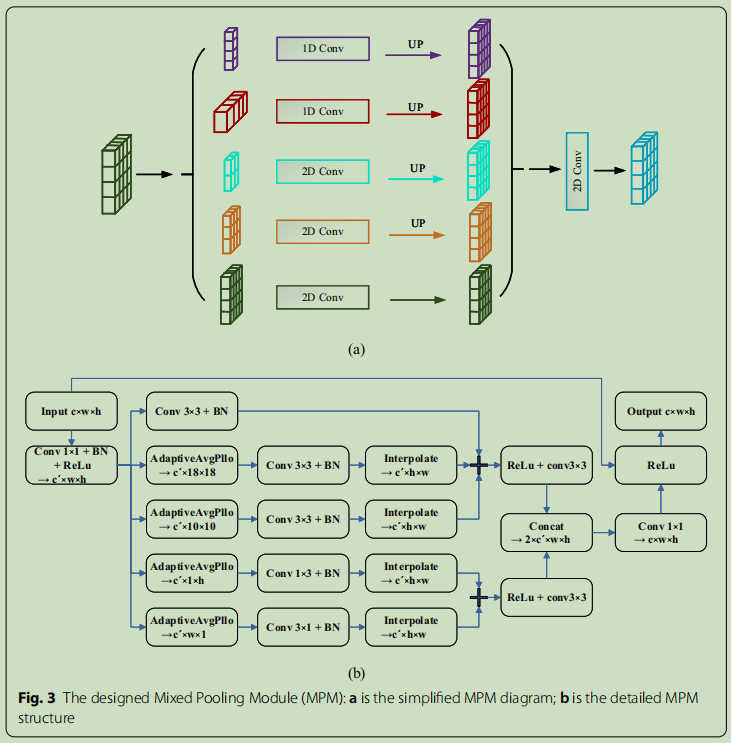 1D Conv
UP
1D Conv
UP
2D Conv
UP
2D Conv
UP
2D Conv
2D Conv
(a)
Input c×w×h
Conv 1×1 + BN
+ ReLu
→ c´×w×h
Conv 3×3 + BN
AdaptiveAvgPllo
→ c´×18×18
Conv 3×3 + BN
Interpolate
→ c´×h×w
AdaptiveAvgPllo
→ c´×10×10
Conv 3×3 + BN
Interpolate
→c´×h×w
AdaptiveAvgPllo
→c´×1×h
Conv 1×3 + BN
Interpolate
→ c´×h×w
AdaptiveAvgPllo
→c´×w×1
Conv 3×1 + BN
Interpolate
→c´×h×w
ReLu + conv3×3
Concat
→ 2×c´×w×h
ReLu + conv3×3
Conv 1×1
→ c×w×h
ReLU
Output c×w×h
(b)
Fig. 3 The designed Mixed Pooling Module (MPM): a is the simplified MPM diagram; b is the detailed MPM
structure